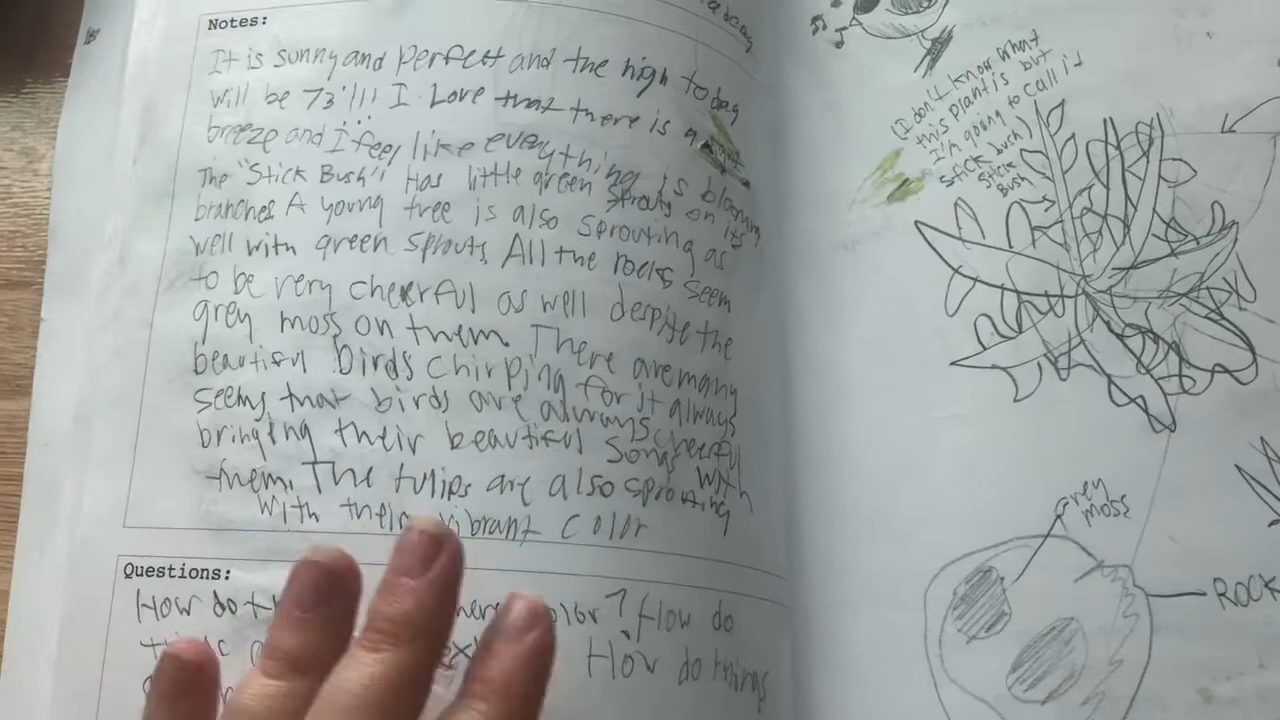 Notes:
It is sunny and perfect and the high today
will be 73°!!! I Love that there is a
breeze and I feel like everything is blooming
The "Stick Bush" Has little green sprouts on its
branches A young tree is also sprouting as
well with green sprouts. All the rocks seem
to be very cheerful as well despite the
grey moss on them. There are many
beautiful birds chirping for it always
seems that birds are always cheerful
bringing their beautiful songs with
them. The tulips are also sprouting
with their vibrant color
Questions:
How do color? How do
How do things
(I don't know what
this plant is but
I'm going to call it
stick bush)
Stick
Bush
grey
moss
ROCK